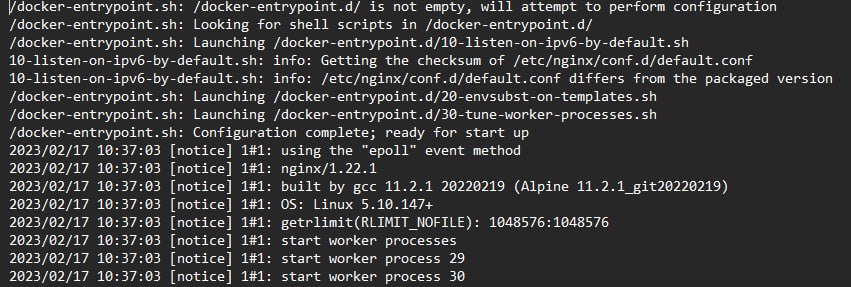 /docker-entrypoint.sh: /docker-entrypoint.d/ is not empty, will attempt to perform configuration
/docker-entrypoint.sh: Looking for shell scripts in /docker-entrypoint.d/
/docker-entrypoint.sh: Launching /docker-entrypoint.d/10-listen-on-ipv6-by-default.sh
10-listen-on-ipv6-by-default.sh: info: Getting the checksum of /etc/nginx/conf.d/default.conf
10-listen-on-ipv6-by-default.sh: info: /etc/nginx/conf.d/default.conf differs from the packaged version
/docker-entrypoint.sh: Launching /docker-entrypoint.d/20-envsubst-on-templates.sh
/docker-entrypoint.sh: Launching /docker-entrypoint.d/30-tune-worker-processes.sh
/docker-entrypoint.sh: Configuration complete; ready for start up
2023/02/17 10:37:03 [notice] 1#1: using the "epoll" event method
2023/02/17 10:37:03 [notice] 1#1: nginx/1.22.1
2023/02/17 10:37:03 [notice] 1#1: built by gcc 11.2.1 20220219 (Alpine 11.2.1_git20220219)
2023/02/17 10:37:03 [notice] 1#1: OS: Linux 5.10.147+
2023/02/17 10:37:03 [notice] 1#1: getrlimit(RLIMIT_NOFILE): 1048576:1048576
2023/02/17 10:37:03 [notice] 1#1: start worker processes
2023/02/17 10:37:03 [notice] 1#1: start worker process 29
2023/02/17 10:37:03 [notice] 1#1: start worker process 30